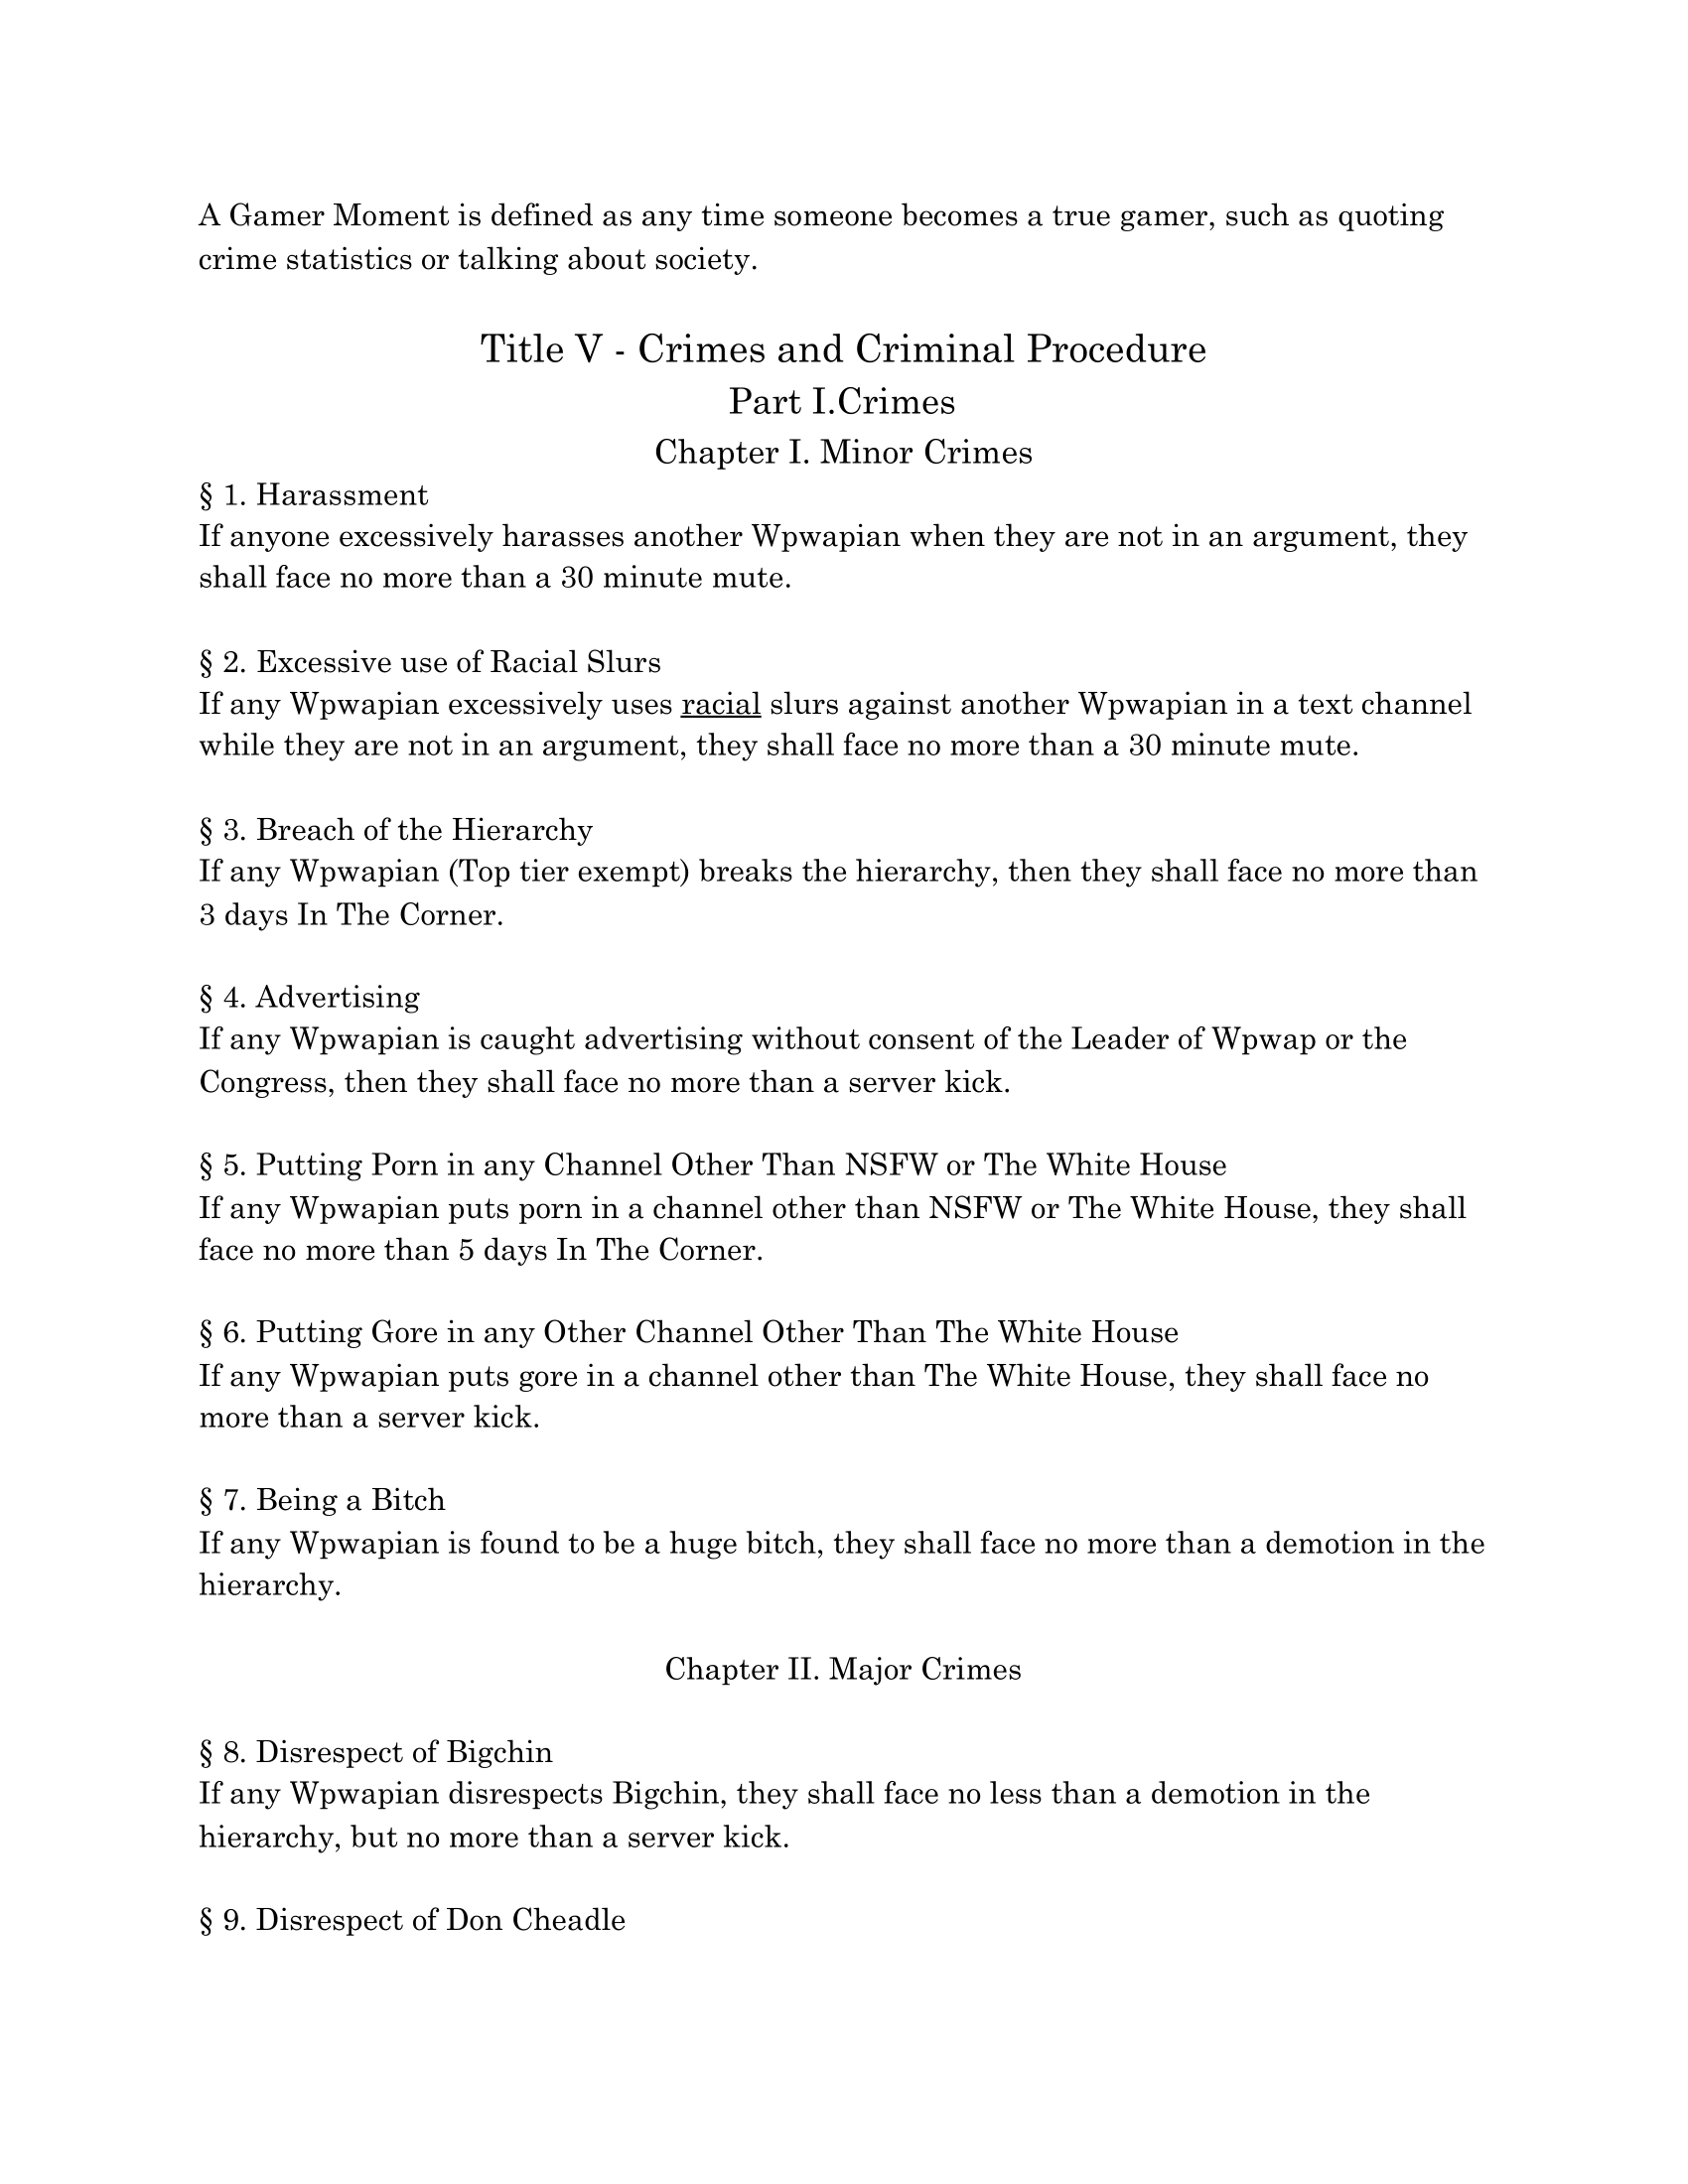 A Gamer Moment is defined as any time someone becomes a true gamer, such as quoting
crime statistics or talking about society.
Title V - Crimes and Criminal Procedure
Part I.Crimes
Chapter I. Minor Crimes
§ 1. Harassment
If anyone excessively harasses another Wpwapian when they are not in an argument, they
shall face no more than a 30 minute mute.
§ 2. Excessive use of Racial Slurs
If any Wpwapian excessively uses racial slurs against another Wpwapian in a text channel
while they are not in an argument, they shall face no more than a 30 minute mute.
§ 3. Breach of the Hierarchy
If any Wpwapian (Top tier exempt) breaks the hierarchy, then they shall face no more than
3 days In The Corner.
§ 4. Advertising
If any Wpwapian is caught advertising without consent of the Leader of Wpwap or the
Congress, then they shall face no more than a server kick.
§ 5. Putting Porn in any Channel Other Than NSFW or The White House
If any Wpwapian puts porn in a channel other than NSFW or The White House, they shall
face no more than 5 days In The Corner.
§ 6. Putting Gore in any Other Channel Other Than The White House
If any Wpwapian puts gore in a channel other than The White House, they shall face no
more than a server kick.
§ 7. Being a Bitch
If any Wpwapian is found to be a huge bitch, they shall face no more than a demotion in the
hierarchy.
Chapter II. Major Crimes
§ 8. Disrespect of Bigchin
If any Wpwapian disrespects Bigchin, they shall face no less than a demotion in the
hierarchy, but no more than a server kick.
§ 9. Disrespect of Don Cheadle